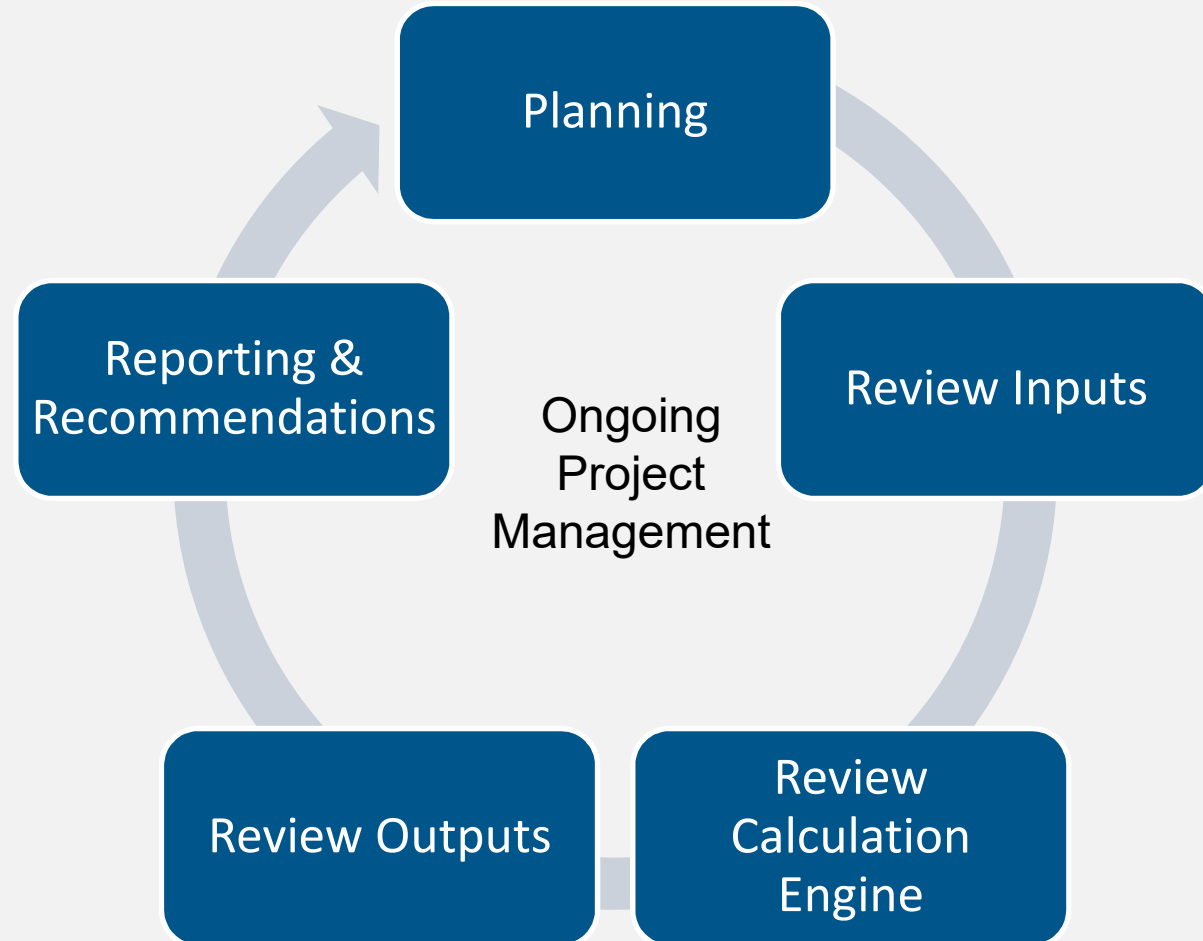 Planning
Review Inputs
Review
Calculation
Engine
Review Outputs
Reporting &
Recommendations
Ongoing
Project
Management